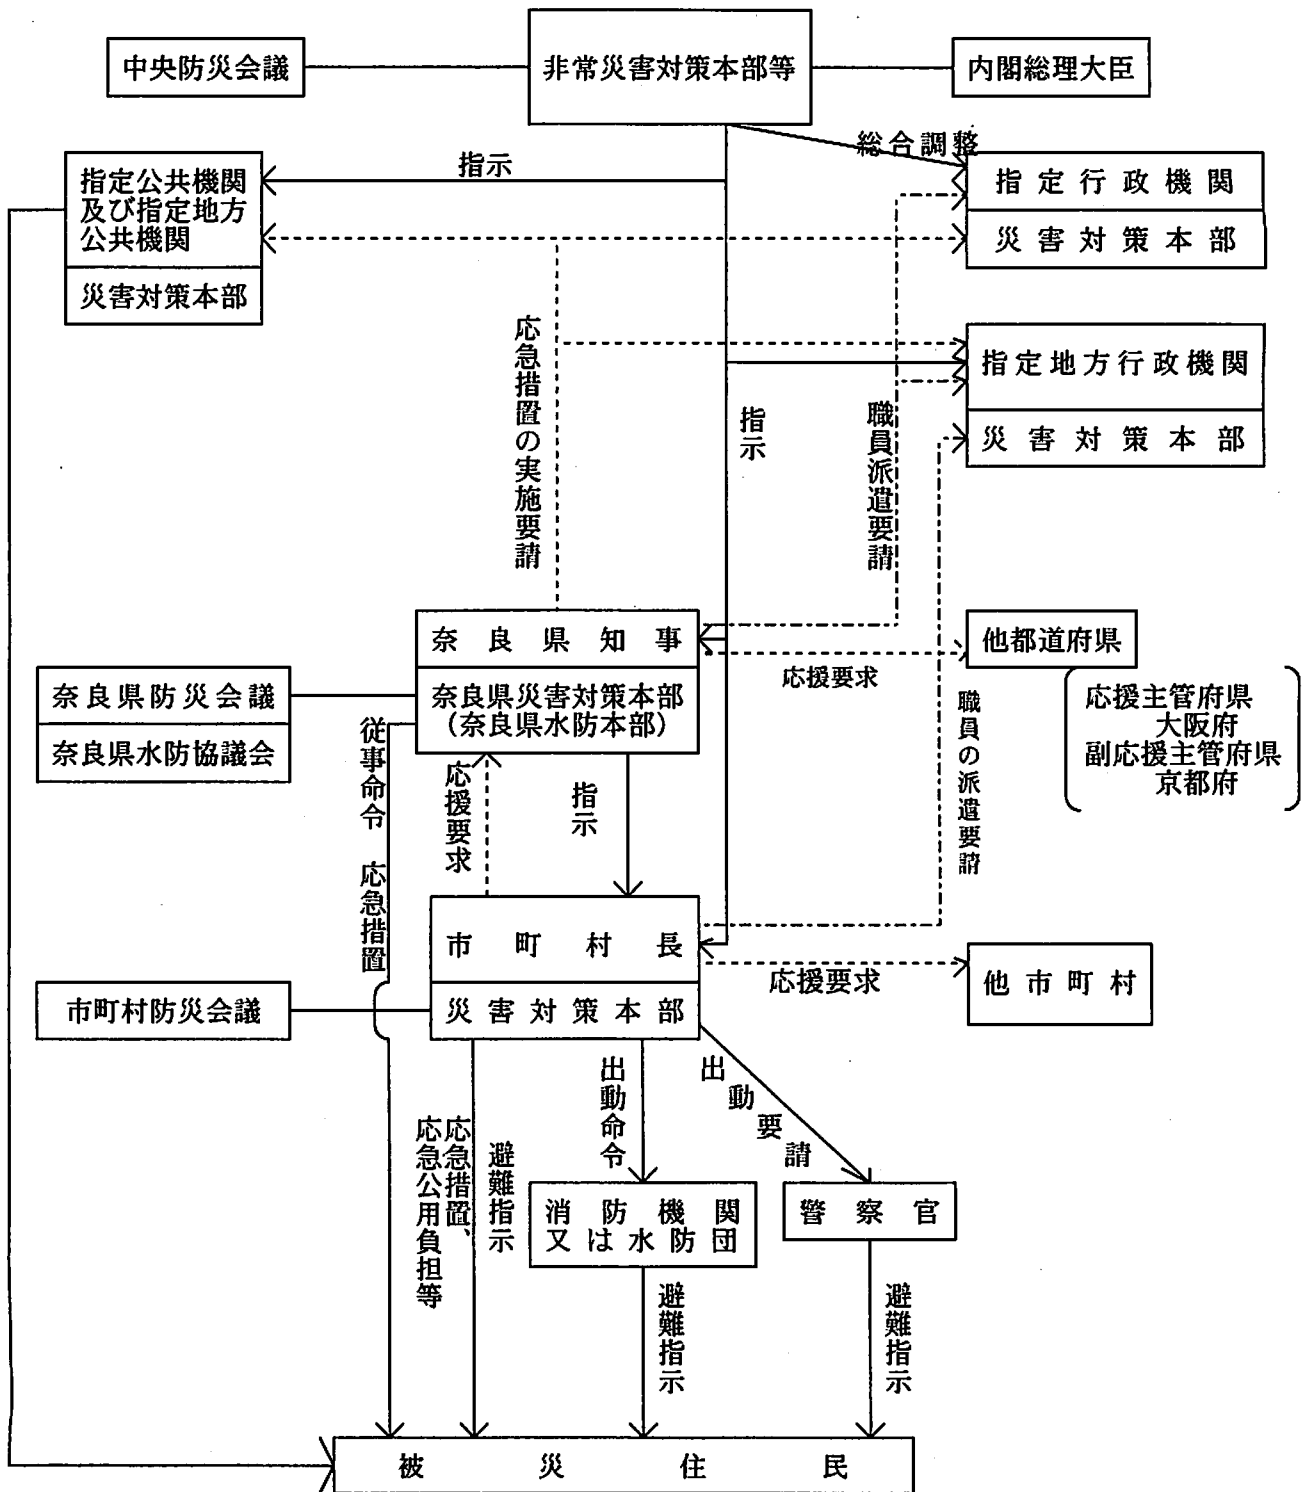 中央防災会議
非常災害対策本部等
内閣総理大臣
総合調整
指示
指定公共機関
及び指定地方
公共機関
災害対策本部
指定行政機関
災害対策本部
応急措置の実施要請
指定地方行政機関
災害対策本部
指示
職員派遣要請
奈良県知事
奈良県災害対策本部
(奈良県水防本部)
他都道府県
応援要求
応援主管府県
大阪府
副応援主管府県
京都府
奈良県防災会議
奈良県水防協議会
従事命令 応急措置
応援要求
指示
職員の派遣要請
市町村長
災害対策本部
応援要求
他市町村
市町村防災会議
応急措置、
応急公用負担等
避難指示
出動命令
出動要請
消防機関
又は水防団
警察官
避難指示
避難指示
被災住民